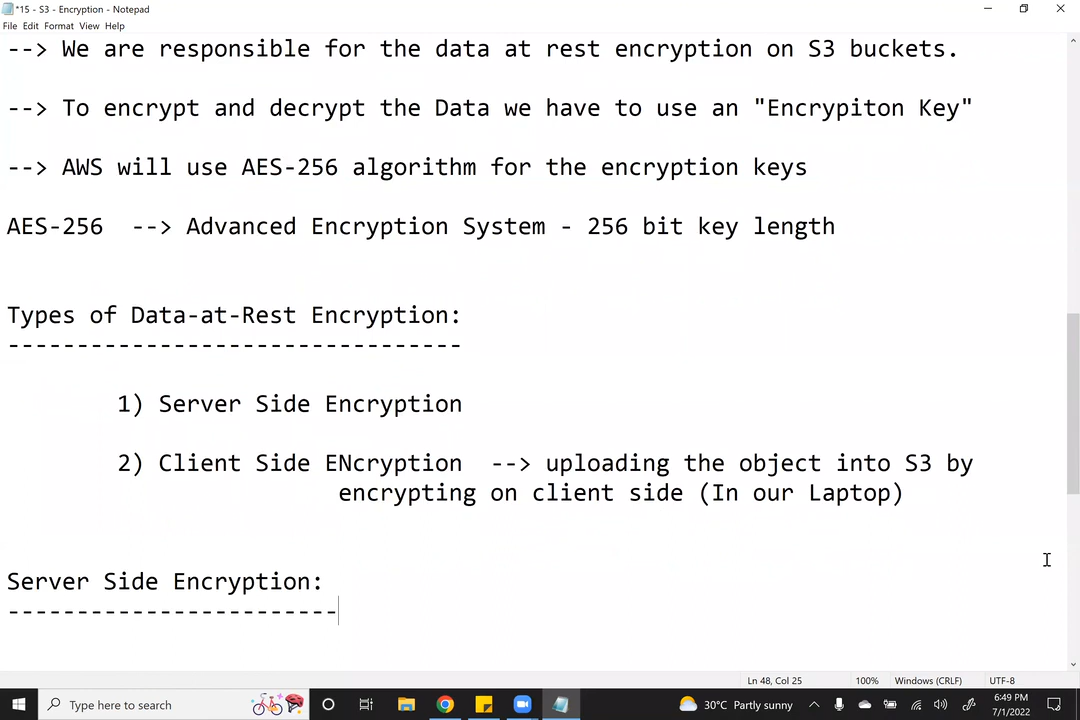 *15 - S3 - Encryption - Notepad
File Edit Format View Help
--> We are responsible for the data at rest encryption on S3 buckets.
--> To encrypt and decrypt the Data we have to use an "Encrypiton Key"
--> AWS will use AES-256 algorithm for the encryption keys
AES-256 --> Advanced Encryption System - 256 bit key length
Types of Data-at-Rest Encryption:
---------------------------------
1) Server Side Encryption
2) Client Side ENcryption --> uploading the object into S3 by
encrypting on client side (In our Laptop)
Server Side Encryption:
------------------------
Ln 48, Col 25 100% Windows (CRLF) UTF-8
Type here to search 30°C Partly sunny 6:49 PM
7/1/2022